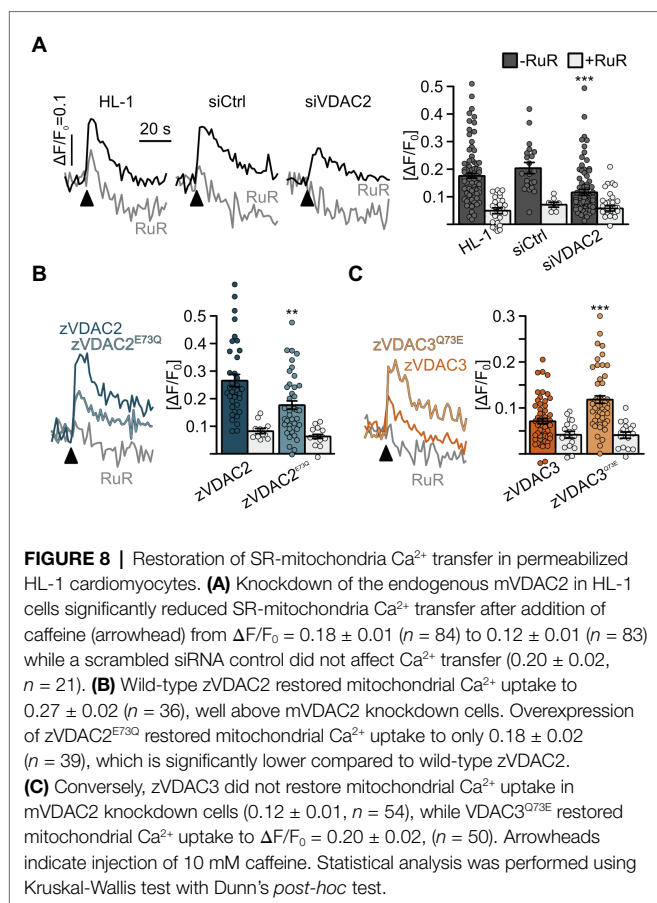 A
ΔF/F₀=0.1
HL-1
20 s
siCtrl
siVDAC2
RuR
RuR
RuR
-RuR
+RuR
***
[ΔF/F₀]
0.5
0.4
0.3
0.2
0.1
HL-1
siCtrl
siVDAC2
B
zVDAC2
zVDAC2ᴱ⁷³Q
RuR
**
[ΔF/F₀]
0.5
0.4
0.3
0.2
0.1
zVDAC2
zVDAC2ᴱ⁷³Q
C
zVDAC3Q⁷³ᴱ
zVDAC3
RuR
***
[ΔF/F₀]
0.3
0.1
zVDAC3
zVDAC3Q⁷³ᴱ
FIGURE 8 | Restoration of SR-mitochondria Ca²⁺ transfer in permeabilized
HL-1 cardiomyocytes. (A) Knockdown of the endogenous mVDAC2 in HL-1
cells significantly reduced SR-mitochondria Ca²⁺ transfer after addition of
caffeine (arrowhead) from ΔF/F₀ = 0.18 ± 0.01 (n = 84) to 0.12 ± 0.01 (n = 83)
while a scrambled siRNA control did not affect Ca²⁺ transfer (0.20 ± 0.02,
n = 21). (B) Wild-type zVDAC2 restored mitochondrial Ca²⁺ uptake to
0.27 ± 0.02 (n = 36), well above mVDAC2 knockdown cells. Overexpression
of zVDAC2ᴱ⁷³Q restored mitochondrial Ca²⁺ uptake to only 0.18 ± 0.02
(n = 39), which is significantly lower compared to wild-type zVDAC2.
(C) Conversely, zVDAC3 did not restore mitochondrial Ca²⁺ uptake in
mVDAC2 knockdown cells (0.12 ± 0.01, n = 54), while VDAC3Q⁷³ᴱ restored
mitochondrial Ca²⁺ uptake to ΔF/F₀ = 0.20 ± 0.02, (n = 50). Arrowheads
indicate injection of 10 mM caffeine. Statistical analysis was performed using
Kruskal-Wallis test with Dunn's post-hoc test.